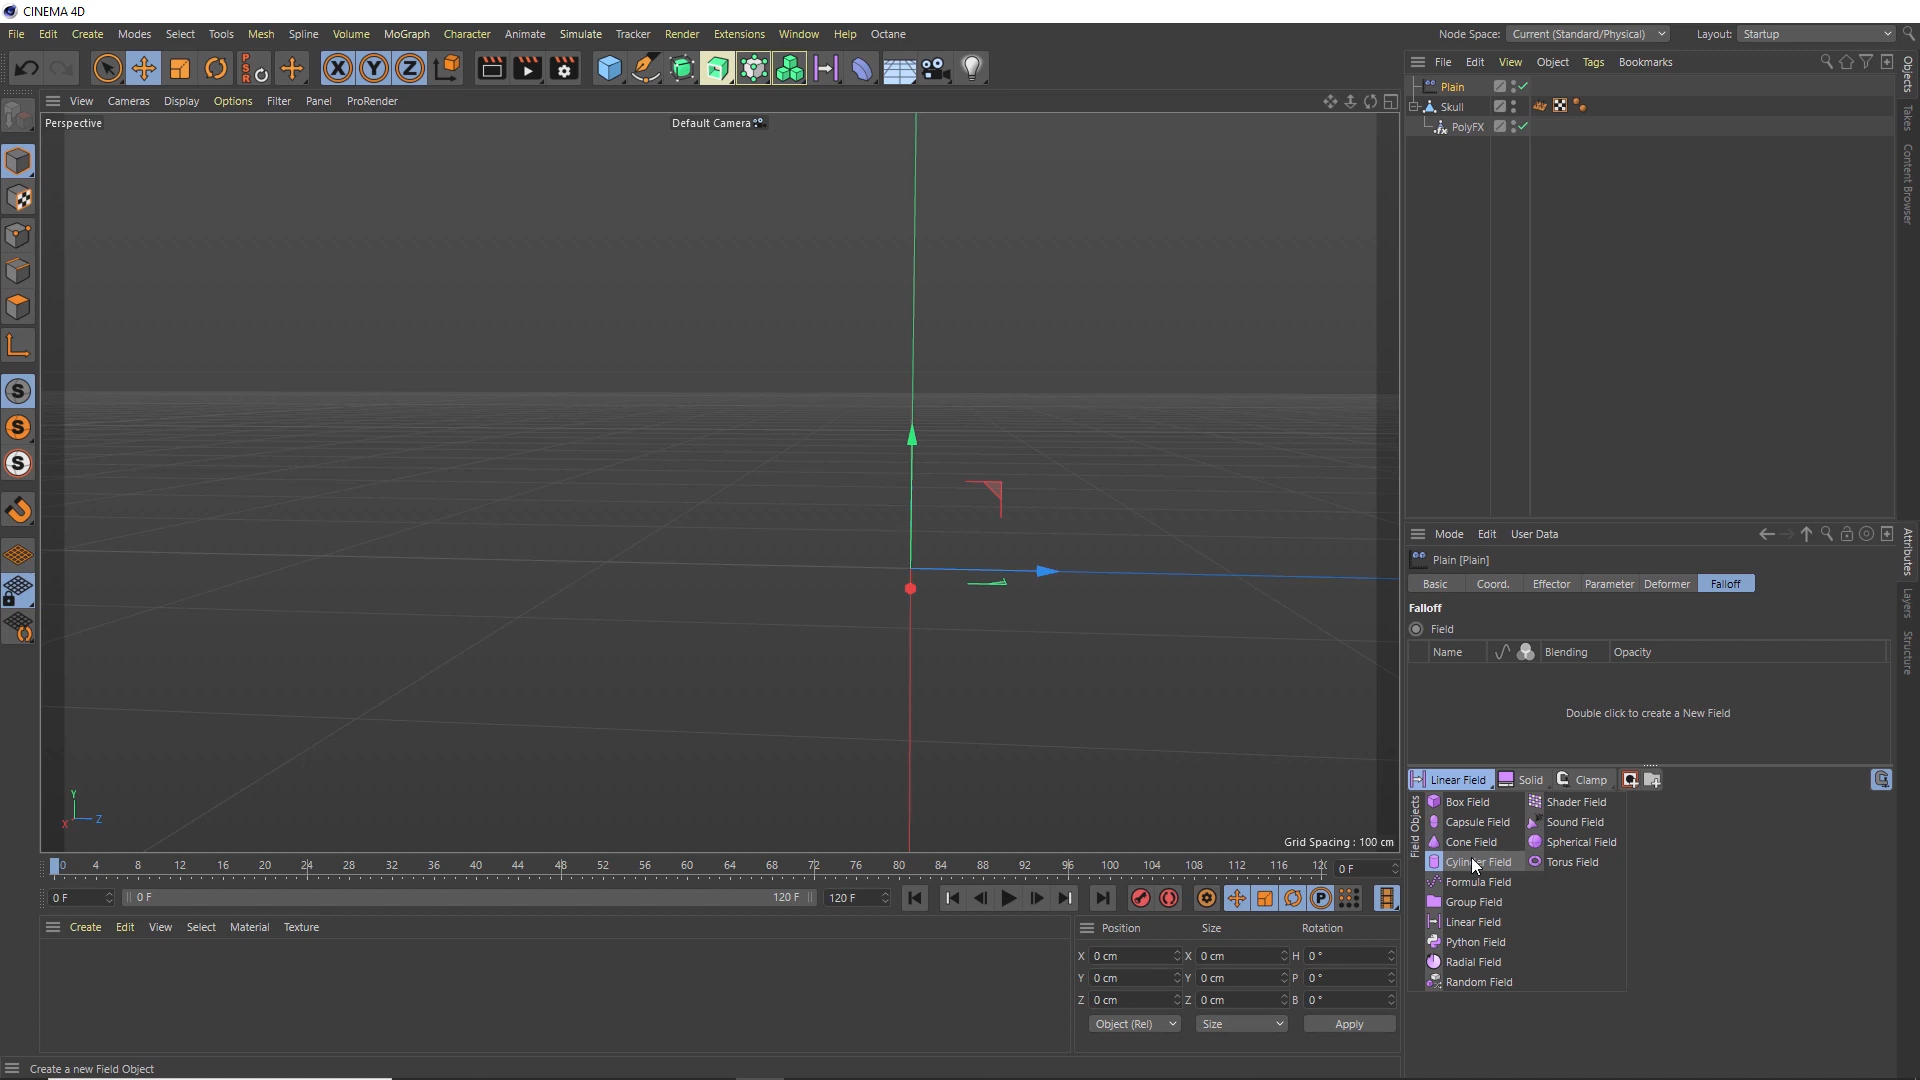 CINEMA 4D
File Edit Create Modes Select Tools Mesh Spline Volume MoGraph Character Animate Simulate Tracker Render Extensions Window Help Octane
Node Space: Current (Standard/Physical) Layout: Startup
PSR X Y Z
File Edit View Object Tags Bookmarks
Plain
Skull
PolyFX
Objects
Takes
Content Browser
View Cameras Display Options Filter Panel ProRender
Perspective
Default Camera
S
S
S
Y
X Z
Grid Spacing : 100 cm
Mode Edit User Data
Plain [Plain]
Basic Coord. Effector Parameter Deformer Falloff
Falloff
Field
Name Blending Opacity
Double click to create a New Field
Linear Field Solid Clamp
Field Objects
Box Field Shader Field
Capsule Field Sound Field
Cone Field Spherical Field
Cylinder Field Torus Field
Formula Field
Group Field
Linear Field
Python Field
Radial Field
Random Field
Attributes
Layers
Structure
0 4 8 12 16 20 24 28 32 36 40 44 48 52 56 60 64 68 72 76 80 84 88 92 96 100 104 108 112 116 0 F
0 F 0 F 120 F 120 F P
Create Edit View Select Material Texture
Position Size Rotation
X 0 cm X 0 cm H 0 °
Y 0 cm Y 0 cm P 0 °
Z 0 cm Z 0 cm B 0 °
Object (Rel) Size Apply
Create a new Field Object